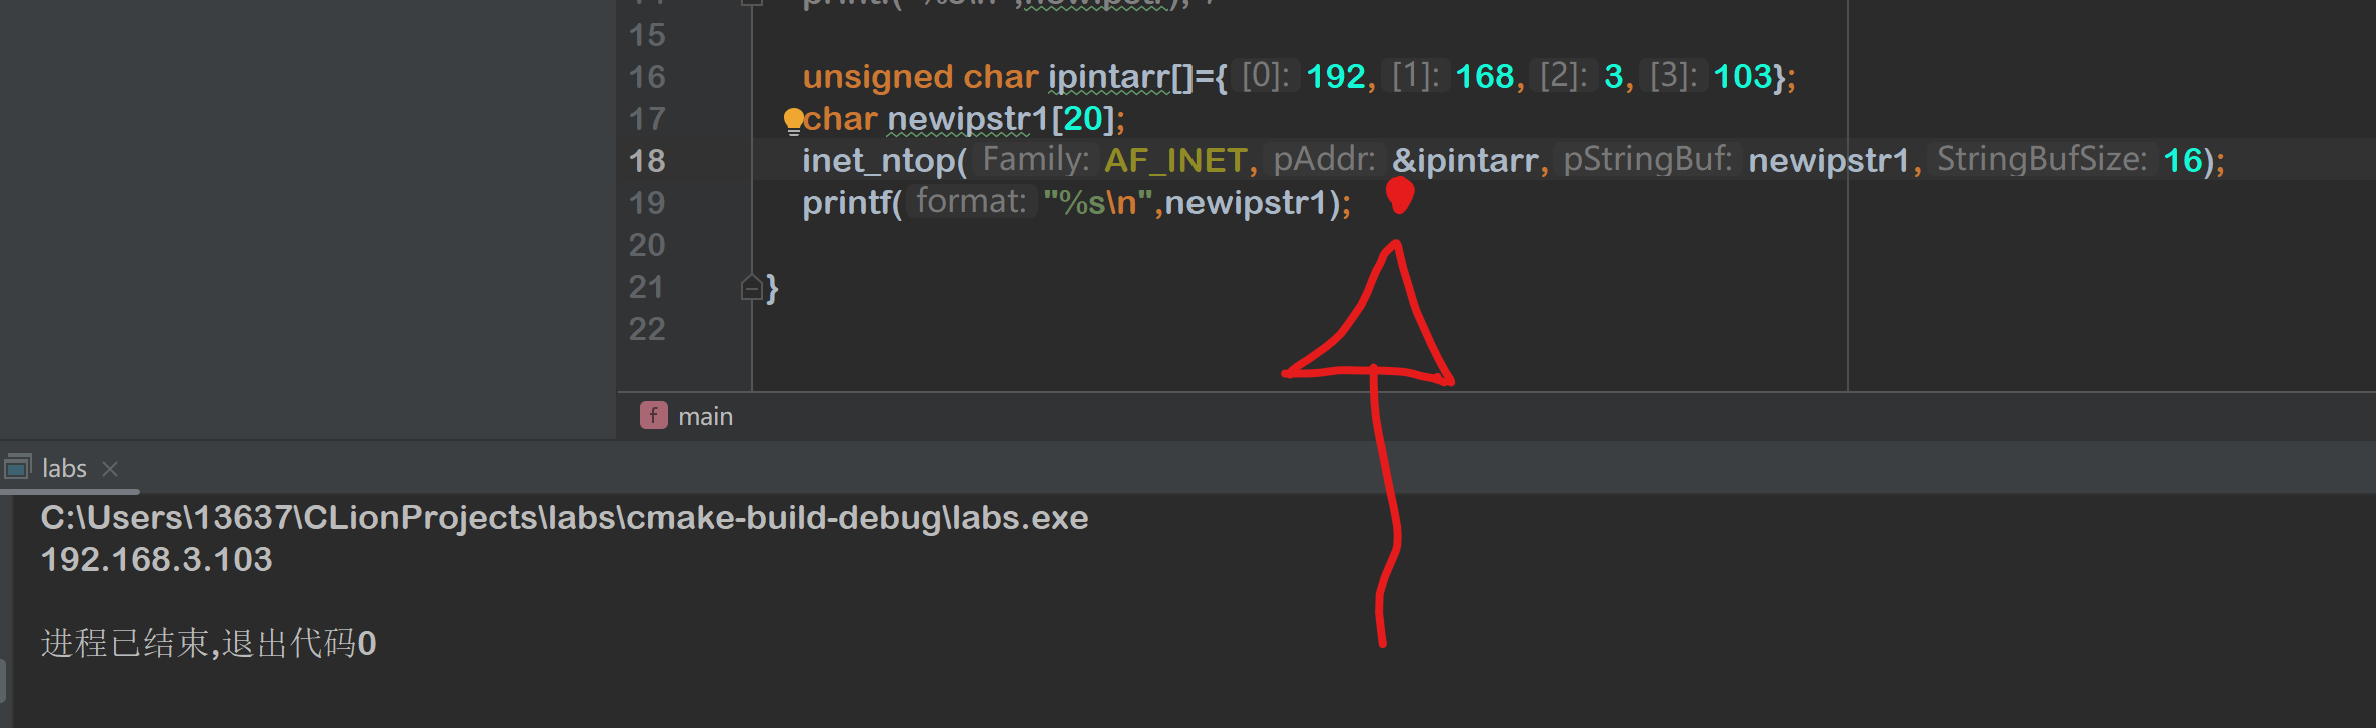 15
16 unsigned char ipintarr[]={ [0]: 192, [1]: 168, [2]: 3, [3]: 103};
17 char newipstr1[20];
18 inet_ntop( Family: AF_INET, pAddr: &ipintarr, pStringBuf: newipstr1, StringBufSize: 16);
19 printf( format: "%s\n",newipstr1);
20
21 }
22
f main
labs
C:\Users\13637\CLionProjects\labs\cmake-build-debug\labs.exe
192.168.3.103
进程已结束,退出代码0